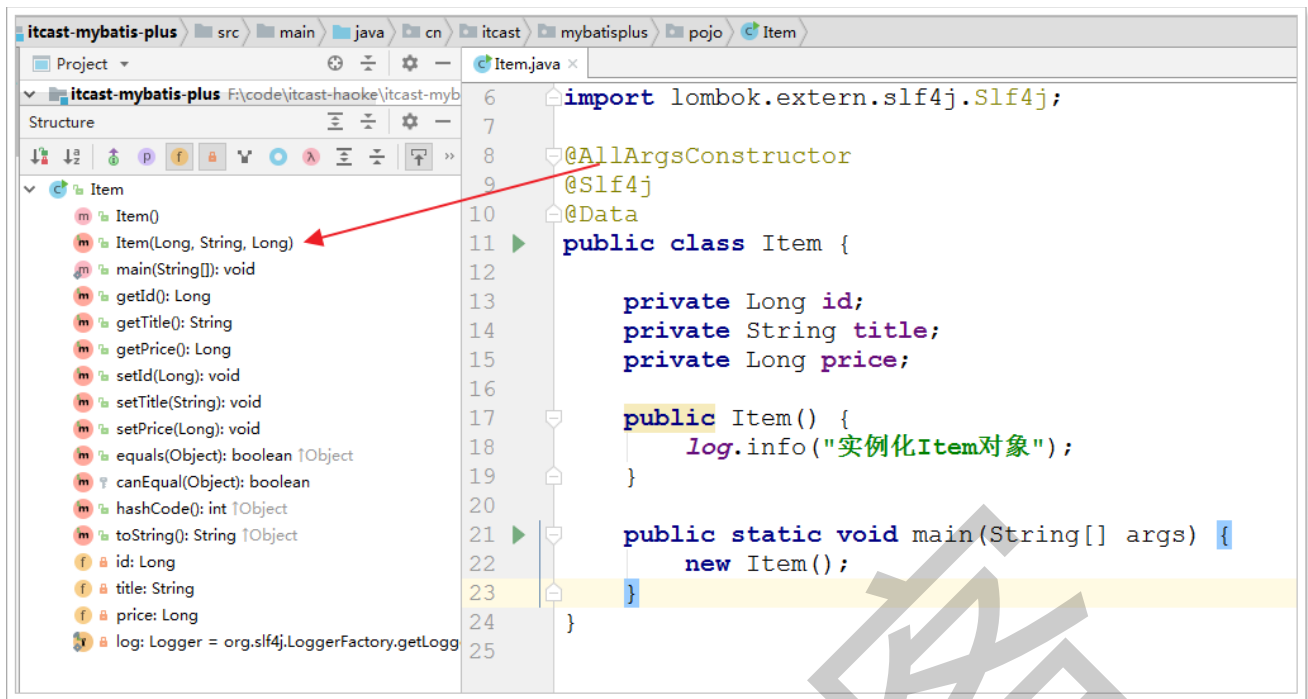 itcast-mybatis-plus src main java cn itcast mybatisplus pojo Item
Project
Item.java
itcast-mybatis-plus F:\code\itcast-haoke\itcast-myb
Structure
Item
Item()
Item(Long, String, Long)
main(String[]): void
getId(): Long
getTitle(): String
getPrice(): Long
setId(Long): void
setTitle(String): void
setPrice(Long): void
equals(Object): boolean ↑Object
canEqual(Object): boolean
hashCode(): int ↑Object
toString(): String ↑Object
id: Long
title: String
price: Long
log: Logger = org.slf4j.LoggerFactory.getLogg
6 import lombok.extern.slf4j.Slf4j;
7
8 @AllArgsConstructor
9 @Slf4j
10 @Data
11 public class Item {
12
13 private Long id;
14 private String title;
15 private Long price;
16
17 public Item() {
18 log.info("实例化Item对象");
19 }
20
21 public static void main(String[] args) {
22 new Item();
23 }
24 }
25